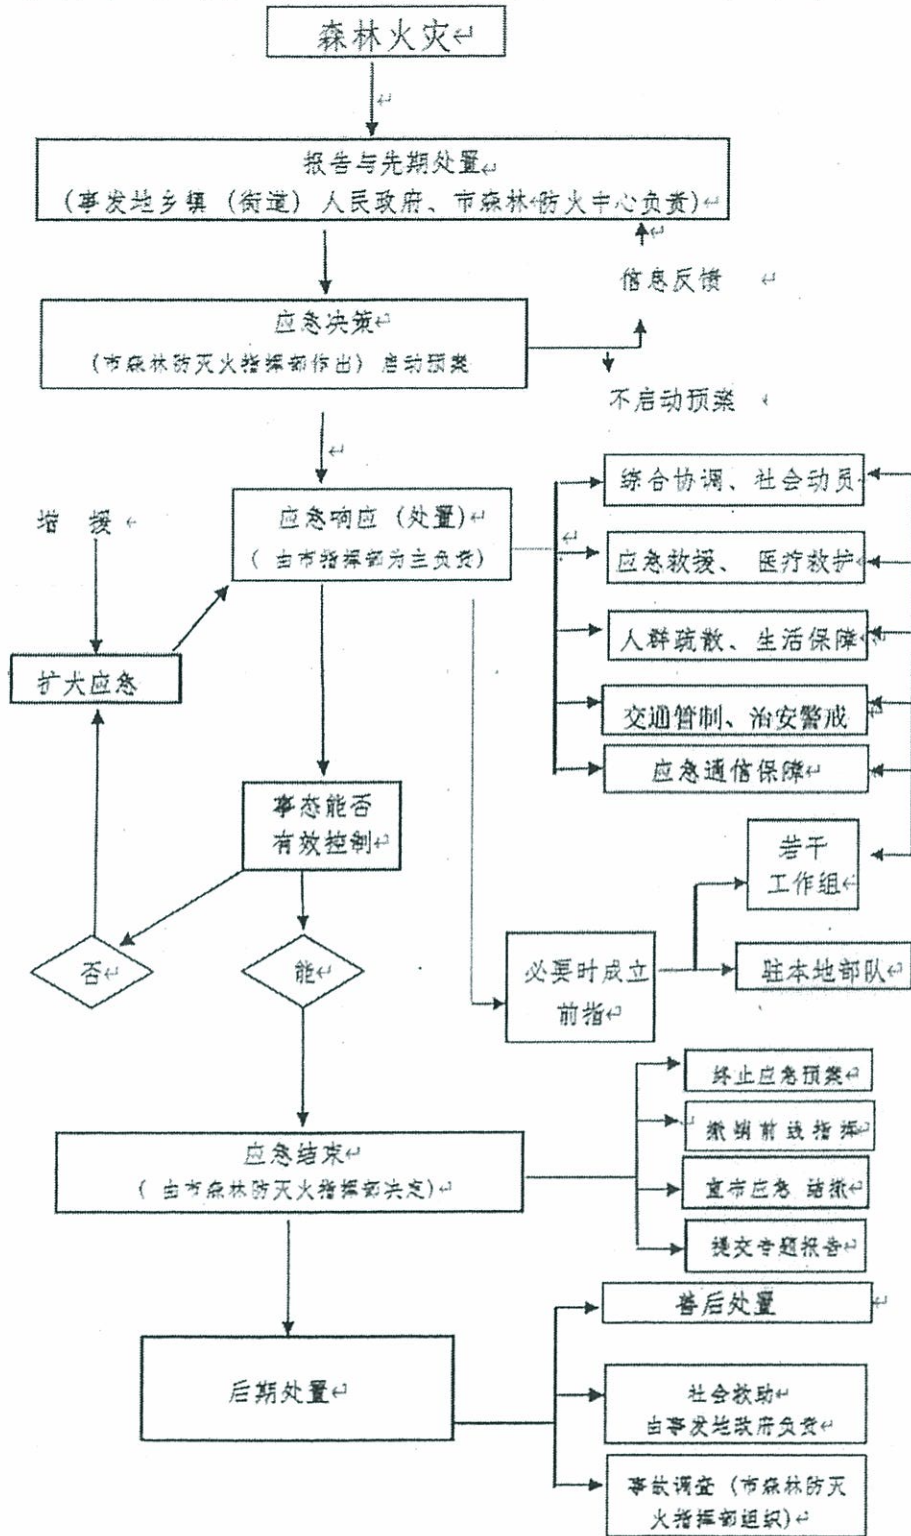 森林火灾
报告与先期处置
(事发地乡镇（街道）人民政府、市森林防火中心负责)
信息反馈
应急决策
(市森林防灭火指挥部作出) 启动预案
不启动预案
增 援
应急响应 (处置)
( 由市指挥部为主负责)
综合协调、社会动员
应急救援、 医疗救护
人群疏散、生活保障
交通管制、治安警戒
应急通信保障
扩大应急
事态能否
有效控制
若干
工作组
否
能
必要时成立
前指
驻本地部队
终止应急预案
撤销前线指挥
宣布应急 结撤
提交专题报告
应急结束
( 由市森林防灭火指挥部决定)
善后处置
后期处置
社会救助
由事发地政府负责
事故调查 (市森林防灭
火指挥部组织)